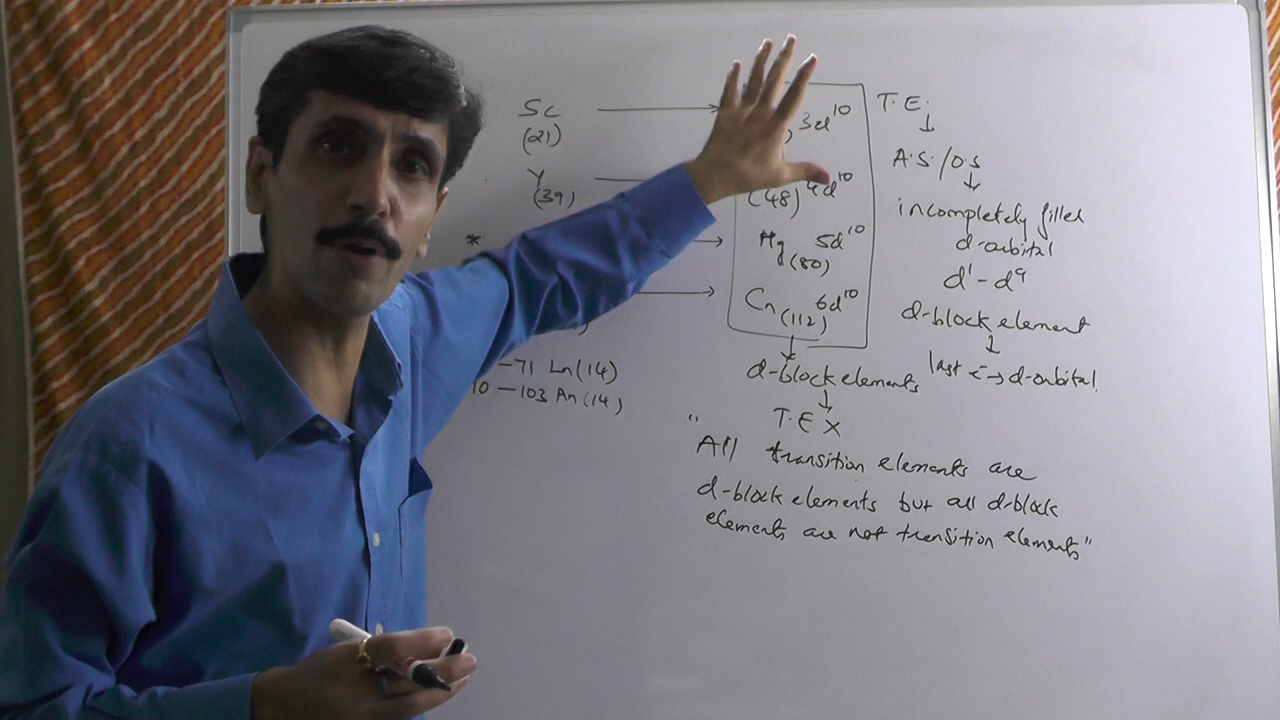 Sc
(21)
Y
(39)
*
3d¹⁰
(48) 4d¹⁰
Hg 5d¹⁰
(80)
Cn 6d¹⁰
(112)
–71 Ln(14)
–103 An(14)
d-block elements
↓
T.E X
T.E.
↓
A.S./O.S
↓
incompletely filled
d-orbital
d¹–d⁹
d-block element
↓
last e⁻→d-orbital.
"All transition elements are
d-block elements but all d-block
elements are not transition elements"